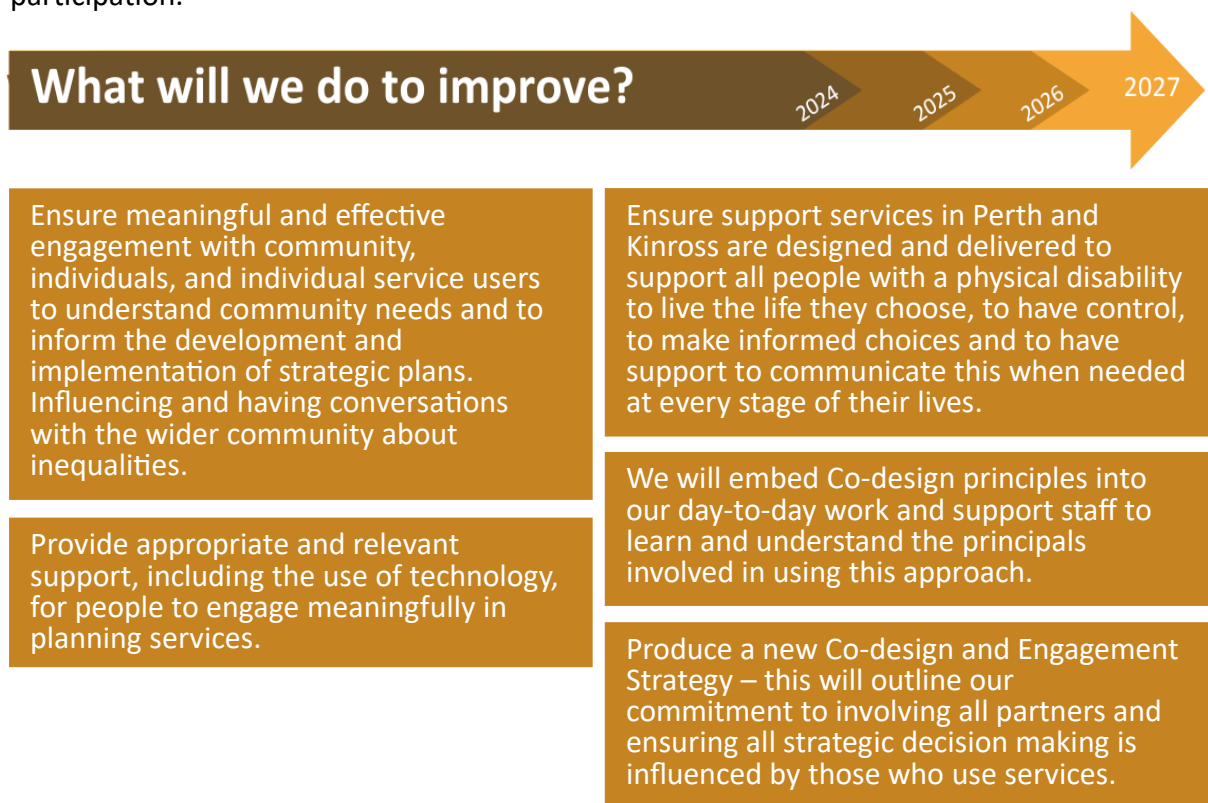 participation.
What will we do to improve?
2024
2025
2026
2027
Ensure meaningful and effective
engagement with community,
individuals, and individual service users
to understand community needs and to
inform the development and
implementation of strategic plans.
Influencing and having conversations
with the wider community about
inequalities.
Provide appropriate and relevant
support, including the use of technology,
for people to engage meaningfully in
planning services.
Ensure support services in Perth and
Kinross are designed and delivered to
support all people with a physical disability
to live the life they choose, to have control,
to make informed choices and to have
support to communicate this when needed
at every stage of their lives.
We will embed Co-design principles into
our day-to-day work and support staff to
learn and understand the principals
involved in using this approach.
Produce a new Co-design and Engagement
Strategy – this will outline our
commitment to involving all partners and
ensuring all strategic decision making is
influenced by those who use services.